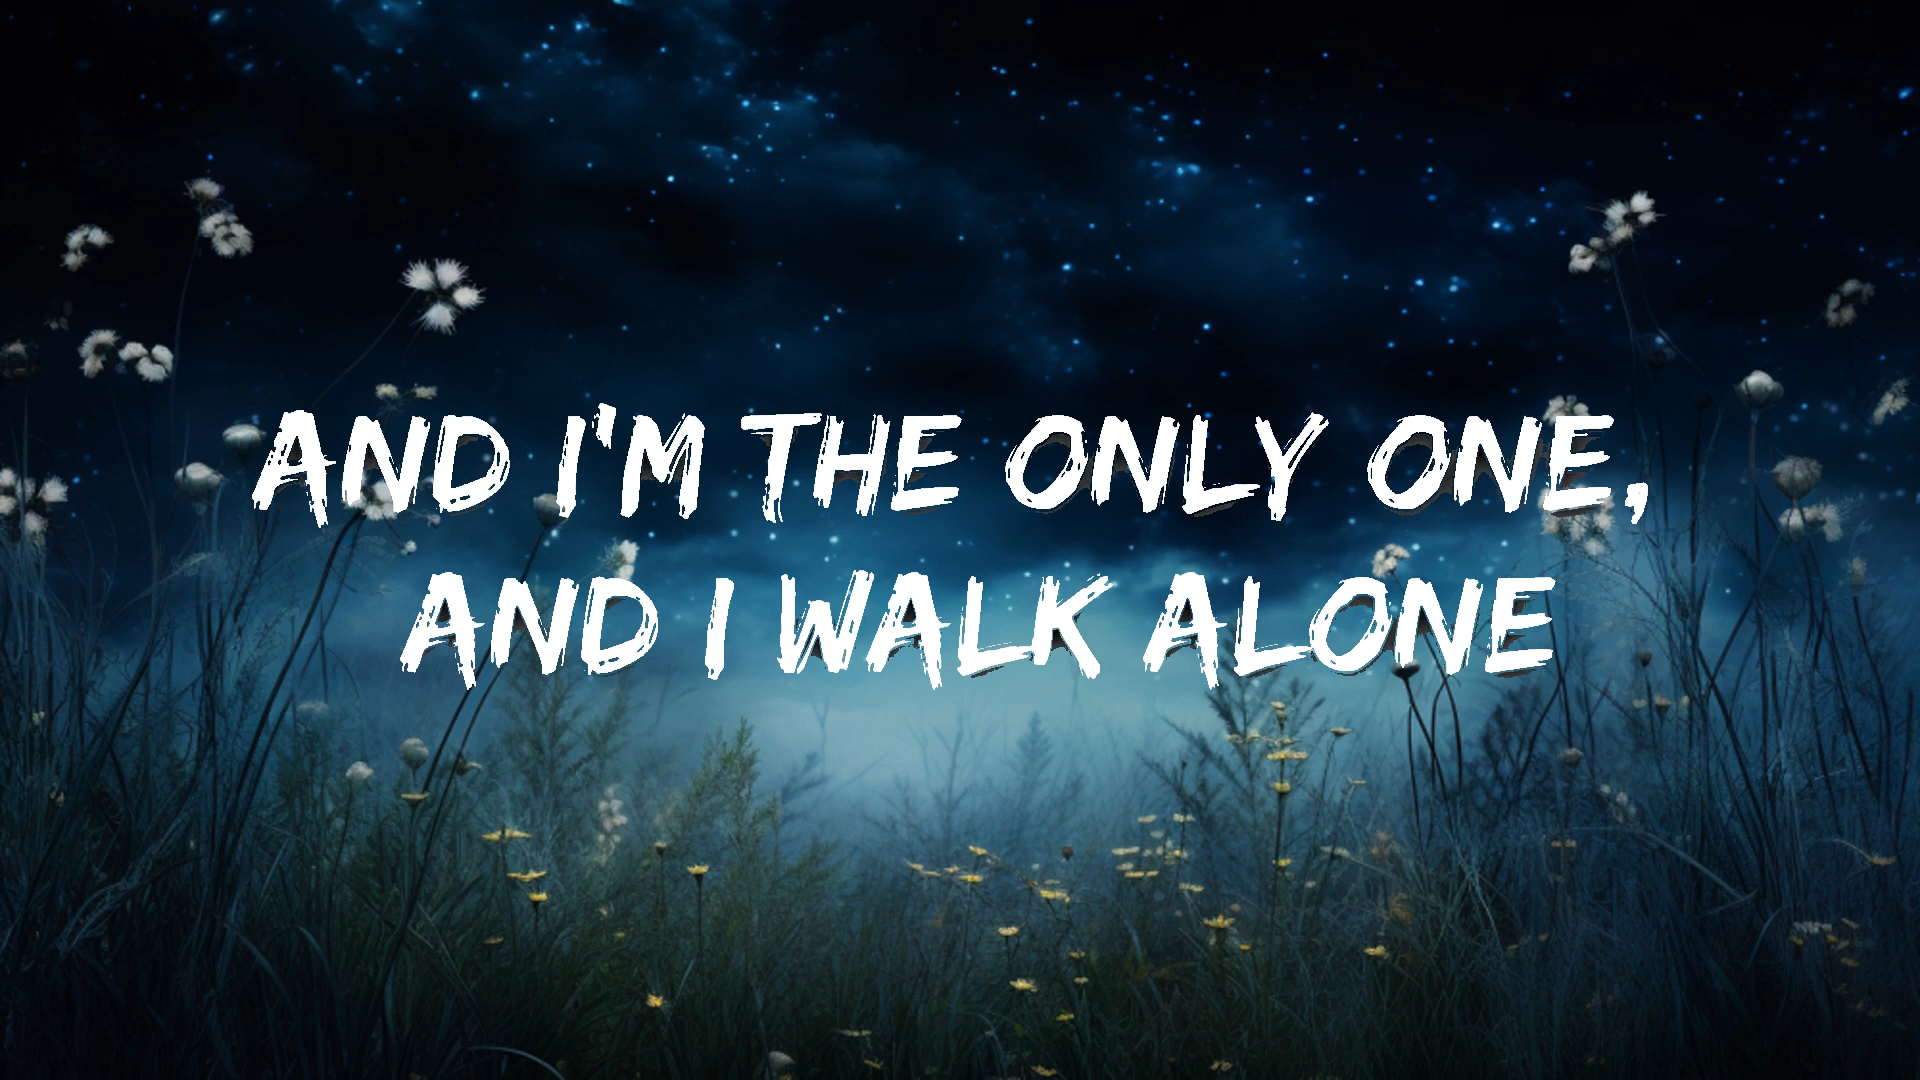 AND I'M THE ONLY ONE,
AND I WALK ALONE